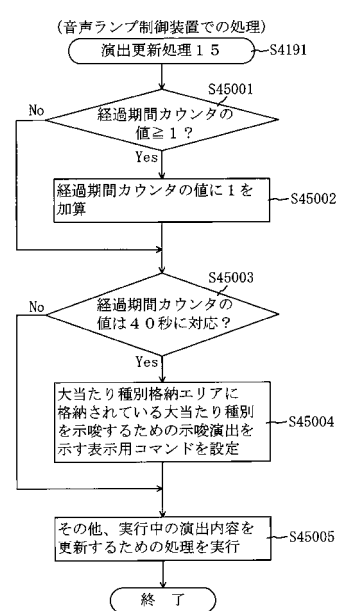 (音声ランプ制御装置での処理)
演出更新処理15
S4191
S45001
経過期間カウンタの
値≧1?
No
Yes
経過期間カウンタの値に1を
加算
S45002
S45003
経過期間カウンタの
値は40秒に対応?
No
Yes
大当たり種別格納エリアに
格納されている大当たり種別
を示唆するための示唆演出を
示す表示用コマンドを設定
S45004
その他、実行中の演出内容を
更新するための処理を実行
S45005
終 了